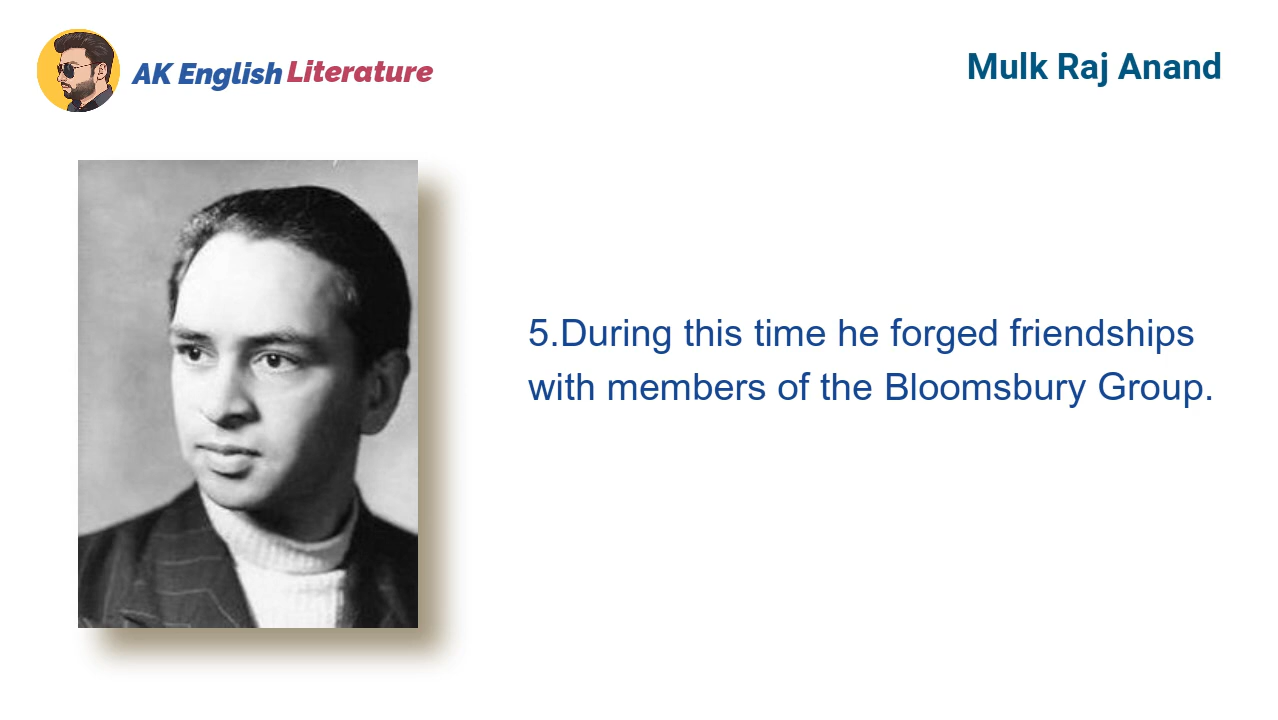 AK English Literature
Mulk Raj Anand
5.During this time he forged friendships
with members of the Bloomsbury Group.